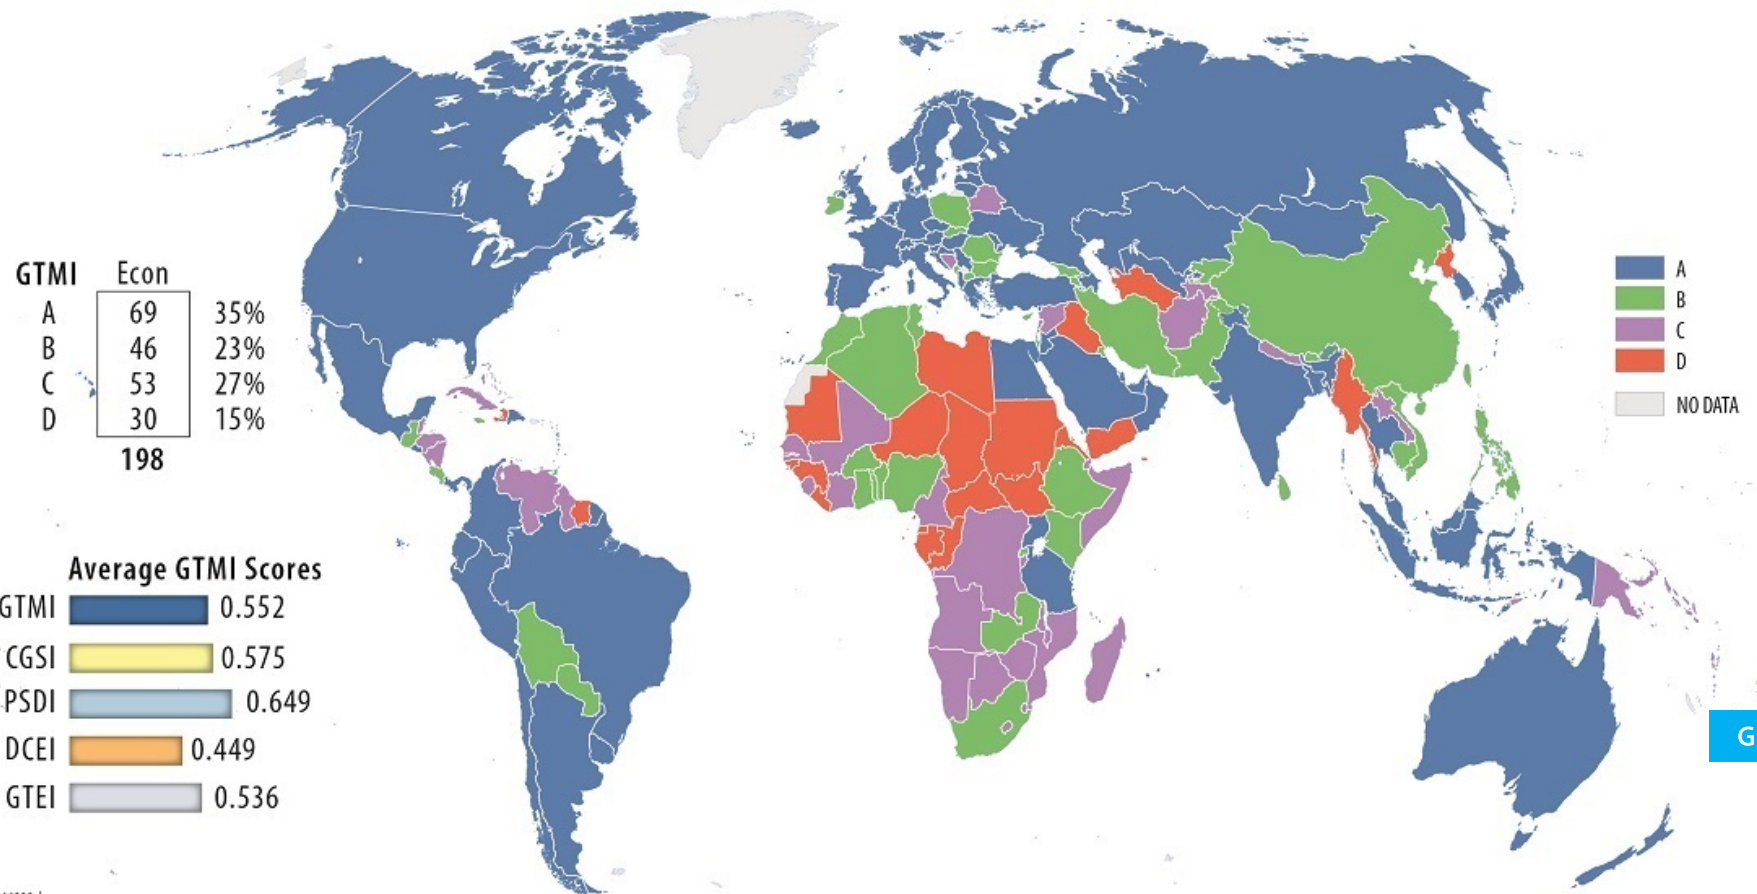 GTMI Econ
A 69 35%
B 46 23%
C 53 27%
D 30 15%
198
Average GTMI Scores
GTMI 0.552
CGSI 0.575
PSDI 0.649
DCEI 0.449
GTEI 0.536
A
B
C
D
NO DATA
G